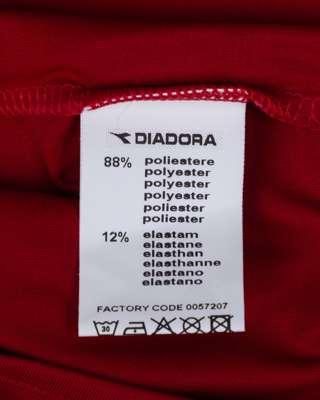 DIADORA
88% poliestere
polyester
polyester
polyester
poliester
poliester
12% elastam
elastane
elasthan
elasthanne
elastano
elastano
FACTORY CODE 0057207
30